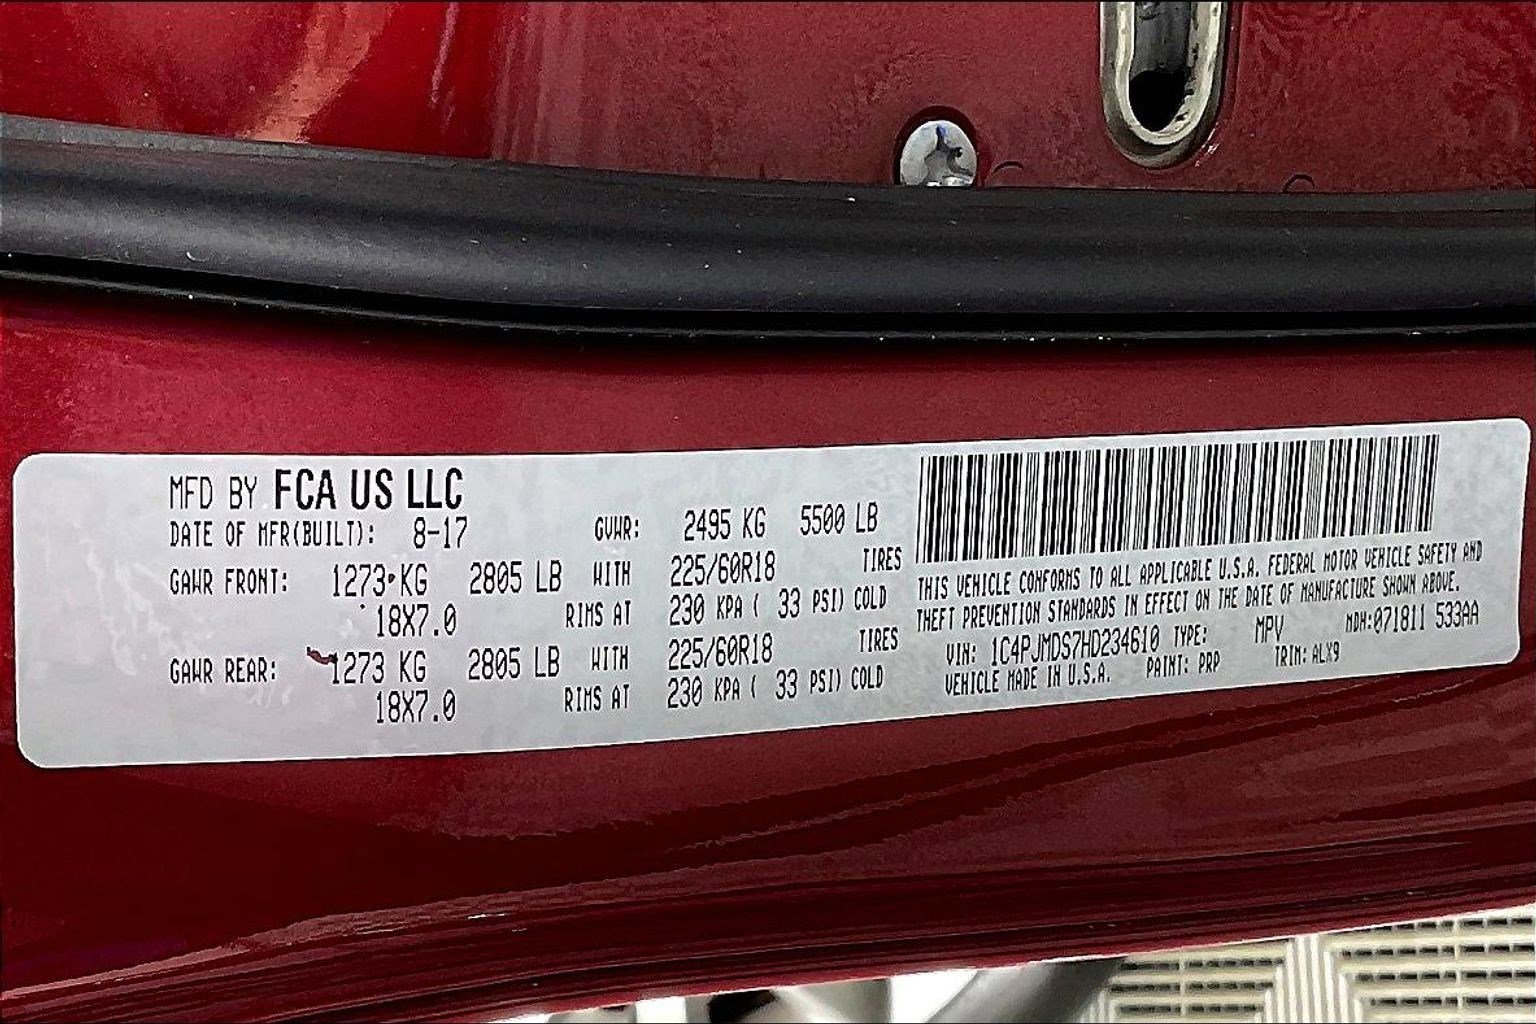 MFD BY FCA US LLC
DATE OF MFR(BUILT): 8-17 GVWR: 2495 KG 5500 LB
GAWR FRONT: 1273 KG 2805 LB WITH 225/60R18 TIRES
18X7.0 RIMS AT 230 KPA ( 33 PSI) COLD
GAWR REAR: 1273 KG 2805 LB WITH 225/60R18 TIRES
18X7.0 RIMS AT 230 KPA ( 33 PSI) COLD
THIS VEHICLE CONFORMS TO ALL APPLICABLE U.S.A. FEDERAL MOTOR VEHICLE SAFETY AND
THEFT PREVENTION STANDARDS IN EFFECT ON THE DATE OF MANUFACTURE SHOWN ABOVE.
VIN: 1C4PJMDS7HD234610 TYPE: MPV MDH:071811 533AA
VEHICLE MADE IN U.S.A. PAINT: PRP TRIM: ALX9